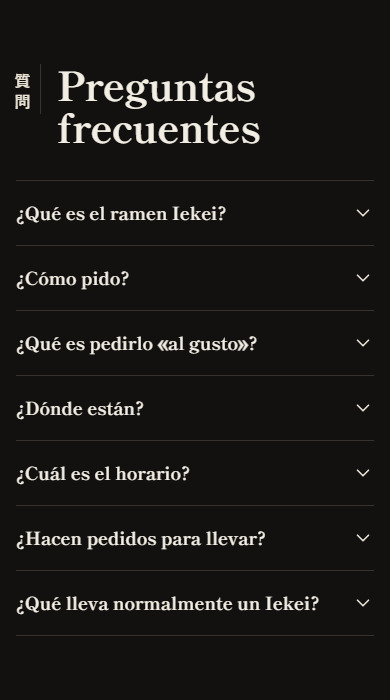 質問
Preguntas
frecuentes
¿Qué es el ramen Iekei?
¿Cómo pido?
¿Qué es pedirlo «al gusto»?
¿Dónde están?
¿Cuál es el horario?
¿Hacen pedidos para llevar?
¿Qué lleva normalmente un Iekei?